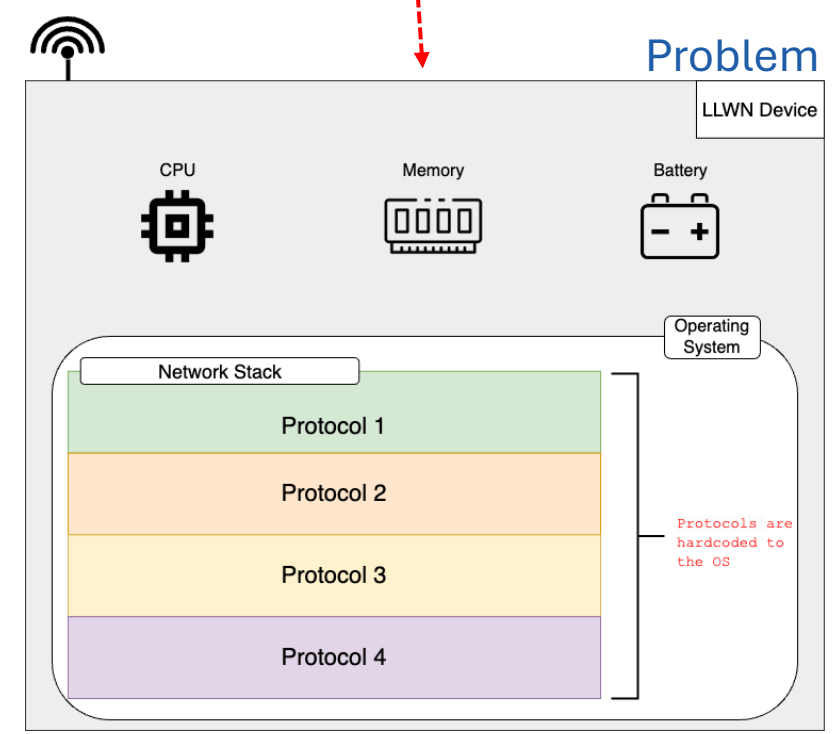 Problem
LLWN Device
CPU
Memory
Battery
Operating
System
Network Stack
Protocol 1
Protocol 2
Protocol 3
Protocol 4
Protocols are
hardcoded to
the OS